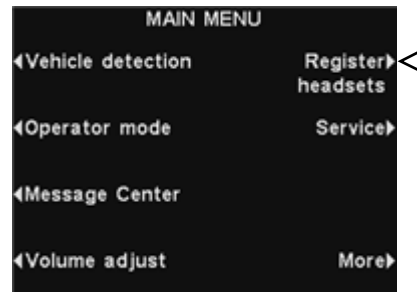 MAIN MENU
Vehicle detection
Register
headsets
Operator mode
Service
Message Center
Volume adjust
More